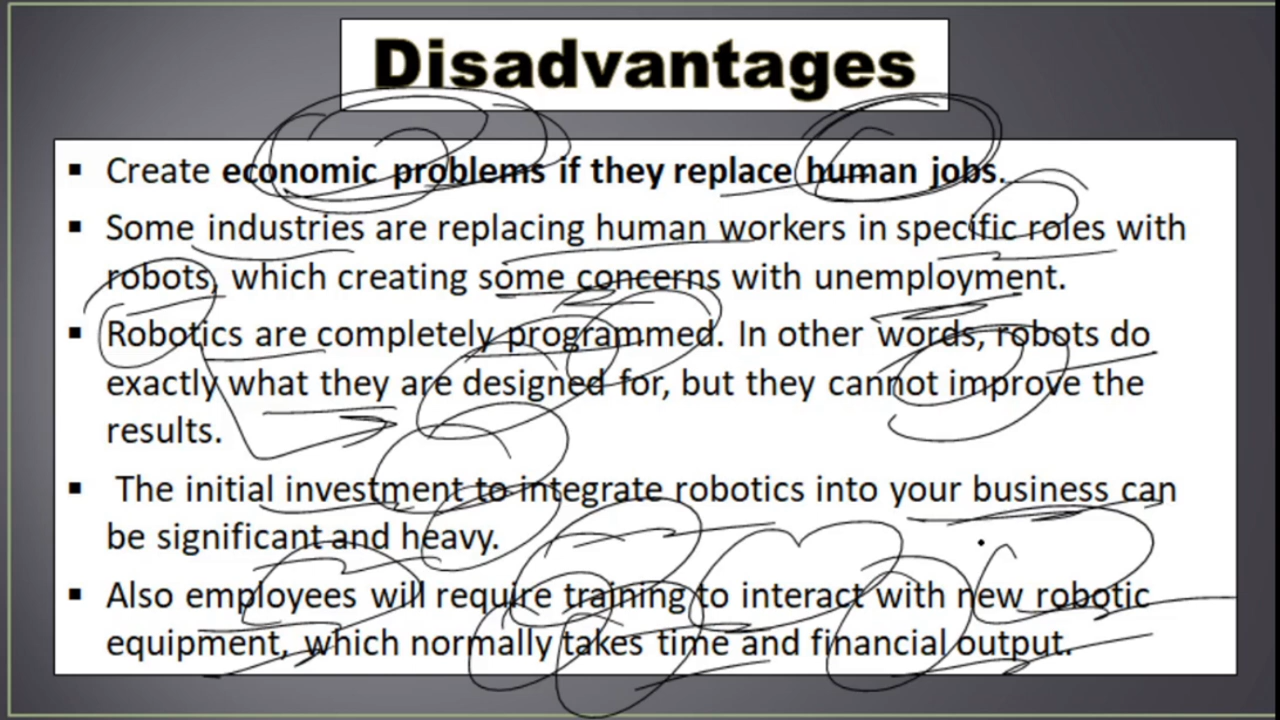 Disadvantages
▪ Create economic problems if they replace human jobs.
▪ Some industries are replacing human workers in specific roles with
robots, which creating some concerns with unemployment.
▪ Robotics are completely programmed. In other words, robots do
exactly what they are designed for, but they cannot improve the
results.
▪ The initial investment to integrate robotics into your business can
be significant and heavy.
▪ Also employees will require training to interact with new robotic
equipment, which normally takes time and financial output.